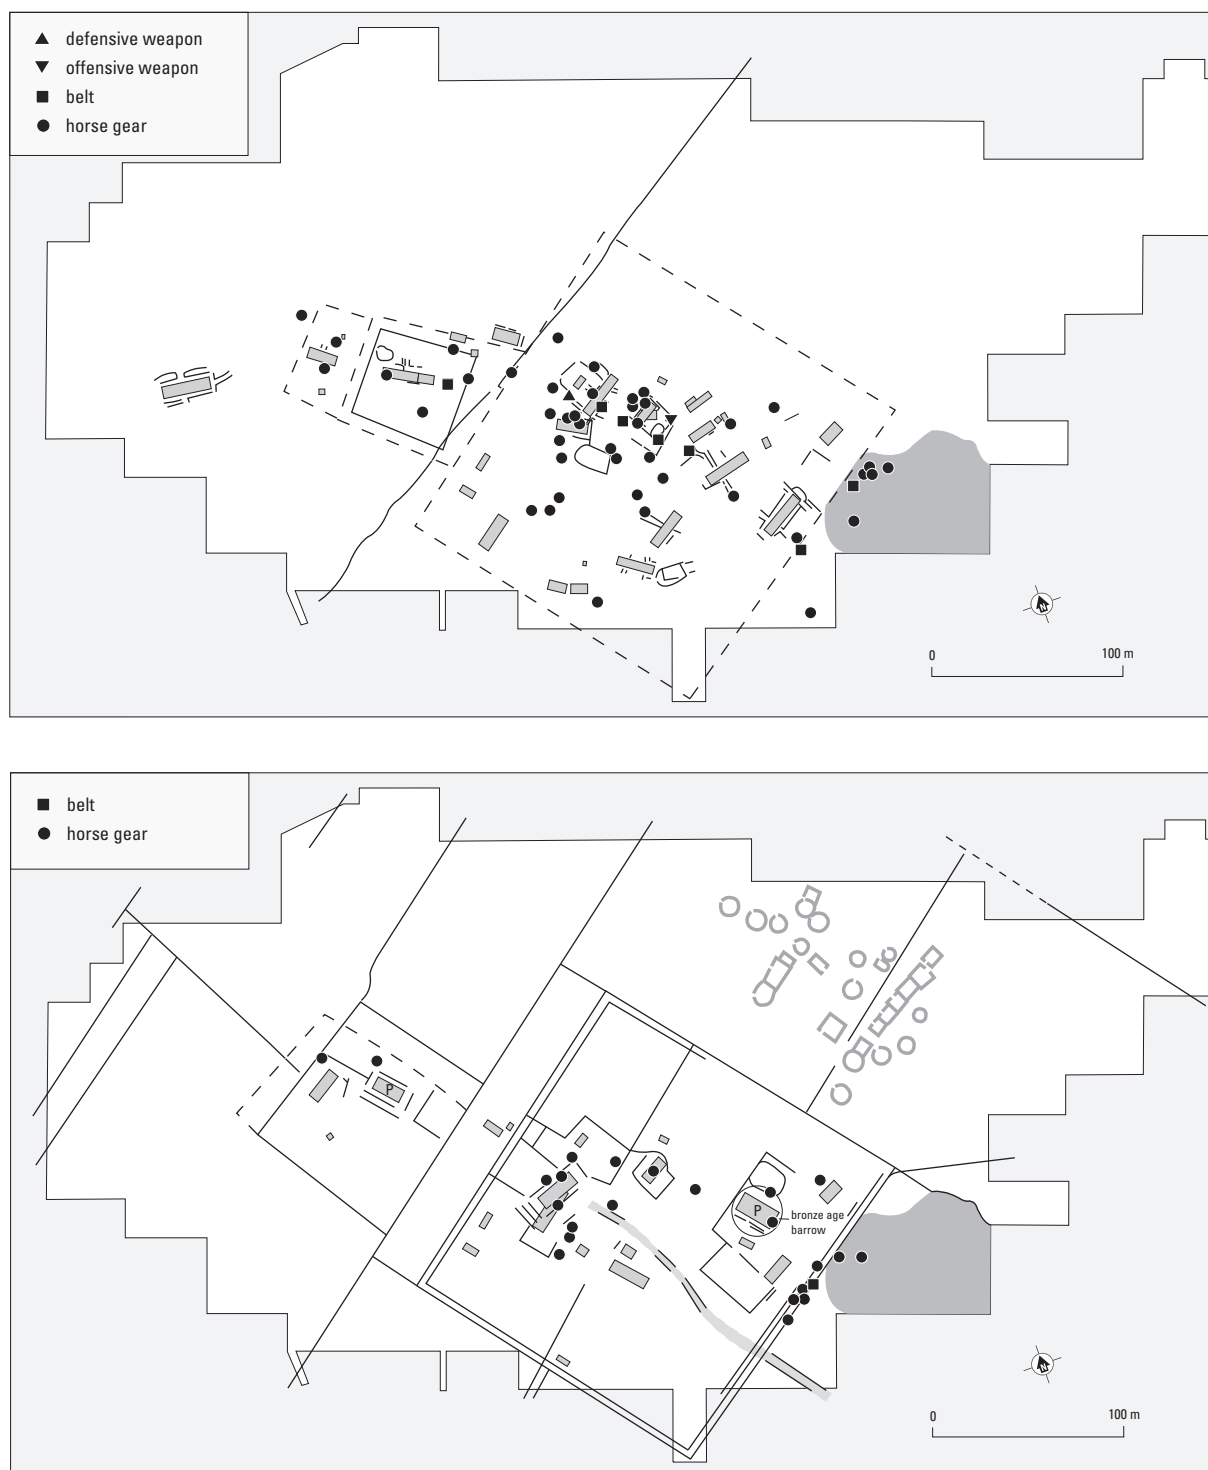 defensive weapon
offensive weapon
belt
horse gear
N
0 100 m
belt
horse gear
P
P
bronze age
barrow
N
0 100 m